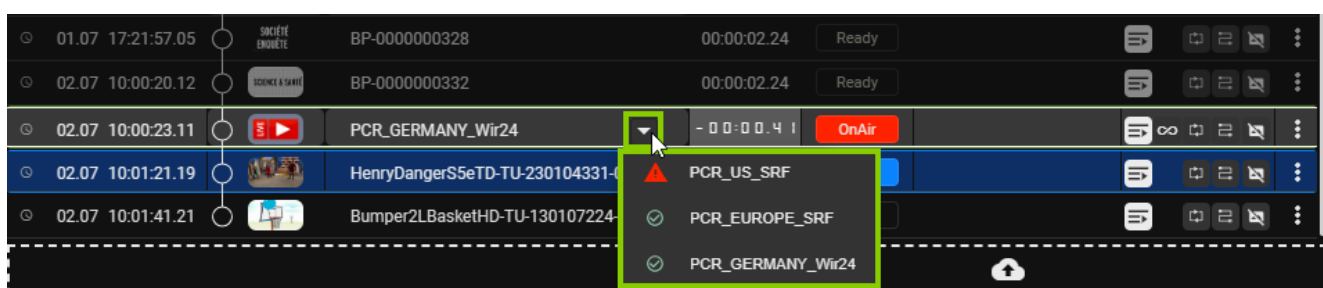 01.07 17:21:57.05 SOCIÉTÉ ENQUÊTE BP-0000000328 00:00:02.24 Ready
02.07 10:00:20.12 SCIENCE & SANTÉ BP-0000000332 00:00:02.24 Ready
02.07 10:00:23.11 LIVE PCR_GERMANY_Wir24 -00:00.41 OnAir
02.07 10:01:21.19 HenryDangerS5eTD-TU-230104331-
PCR_US_SRF
02.07 10:01:41.21 Bumper2LBasketHD-TU-130107224-
PCR_EUROPE_SRF
PCR_GERMANY_Wir24